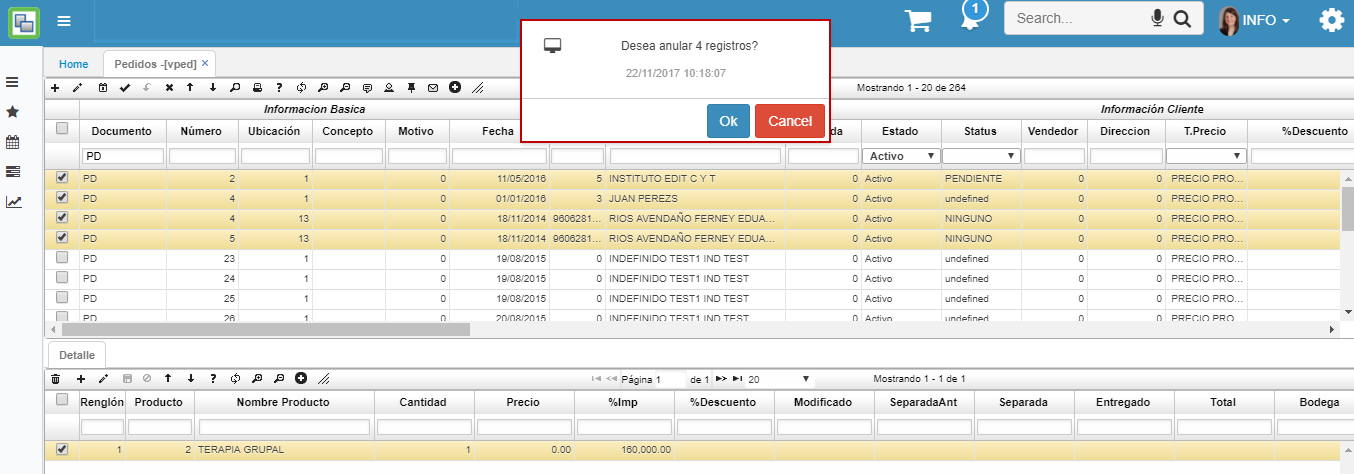 1
Search...
INFO
Desea anular 4 registros?
22/11/2017 10:18:07
Ok Cancel
Home Pedidos -[vped] ×
Mostrando 1 - 20 de 264
Informacion Basica Información Cliente
Documento Número Ubicación Concepto Motivo Fecha Estado Status Vendedor Direccion T.Precio %Descuento
PD Activo
PD 2 1 0 11/05/2016 5 INSTITUTO EDIT C Y T 0 Activo PENDIENTE 0 0 PRECIO PRO...
PD 4 1 0 01/01/2016 3 JUAN PEREZS 0 Activo undefined 0 0 PRECIO PRO...
PD 4 13 0 18/11/2014 9606281... RIOS AVENDAÑO FERNEY EDUA... 0 Activo NINGUNO 0 0 PRECIO PRO...
PD 5 13 0 18/11/2014 9606281... RIOS AVENDAÑO FERNEY EDUA... 0 Activo NINGUNO 0 0 PRECIO PRO...
PD 23 1 0 19/08/2015 0 INDEFINIDO TEST1 IND TEST 0 Activo undefined 0 0 PRECIO PRO...
PD 24 1 0 19/08/2015 0 INDEFINIDO TEST1 IND TEST 0 Activo undefined 0 0 PRECIO PRO...
PD 25 1 0 19/08/2015 0 INDEFINIDO TEST1 IND TEST 0 Activo undefined 0 0 PRECIO PRO...
PD 26 1 0 20/08/2015 0 INDEFINIDO TEST1 IND TEST 0 Activo undefined 0 0 PRECIO PRO...
Detalle
Página 1 de 1 20 Mostrando 1 - 1 de 1
Renglón Producto Nombre Producto Cantidad Precio %Imp %Descuento Modificado SeparadaAnt Separada Entregado Total Bodega
1 2 TERAPIA GRUPAL 1 0.00 160,000.00